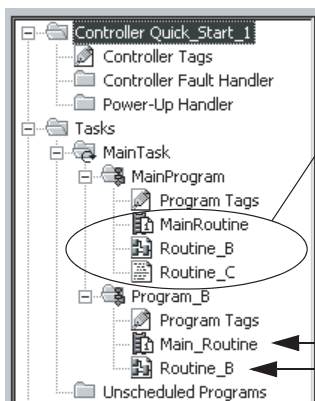 Controller Quick_Start_1
Controller Tags
Controller Fault Handler
Power-Up Handler
Tasks
MainTask
MainProgram
Program Tags
MainRoutine
Routine_B
Routine_C
Program_B
Program Tags
Main_Routine
Routine_B
Unscheduled Programs